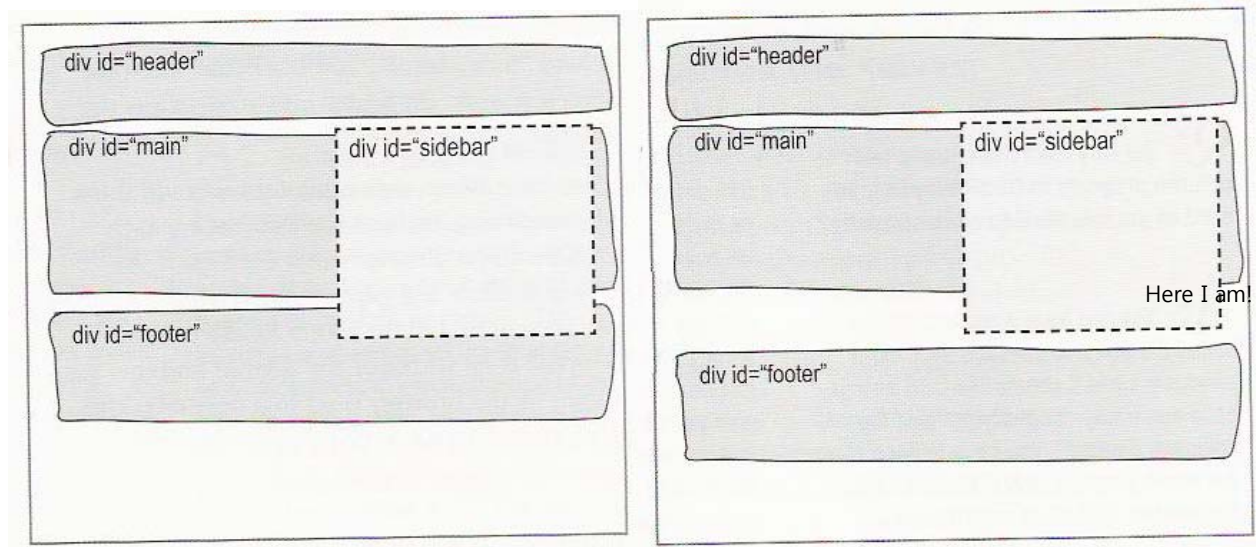 div id=“header”
div id=“main”
div id=“sidebar”
div id=“footer”
div id=“header”
div id=“main”
div id=“sidebar”
Here I am!
div id=“footer”